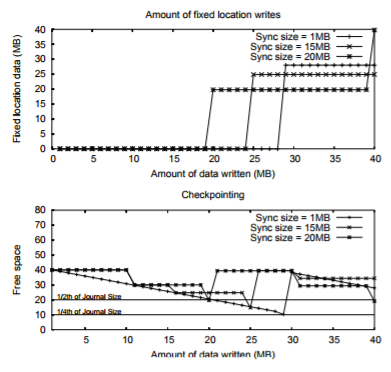 Amount of fixed location writes
Fixed location data (MB)
40
35
30
25
20
15
10
5
0
Sync size = 1MB
Sync size = 15MB
Sync size = 20MB
0 5 10 15 20 25 30 35 40
Amount of data written (MB)
Checkpointing
Free space
80
70
60
50
40
30
20
10
0
Sync size = 1MB
Sync size = 15MB
Sync size = 20MB
1/2th of Journal Size
1/4th of Journal Size
5 10 15 20 25 30 35 40
Amount of data written (MB)